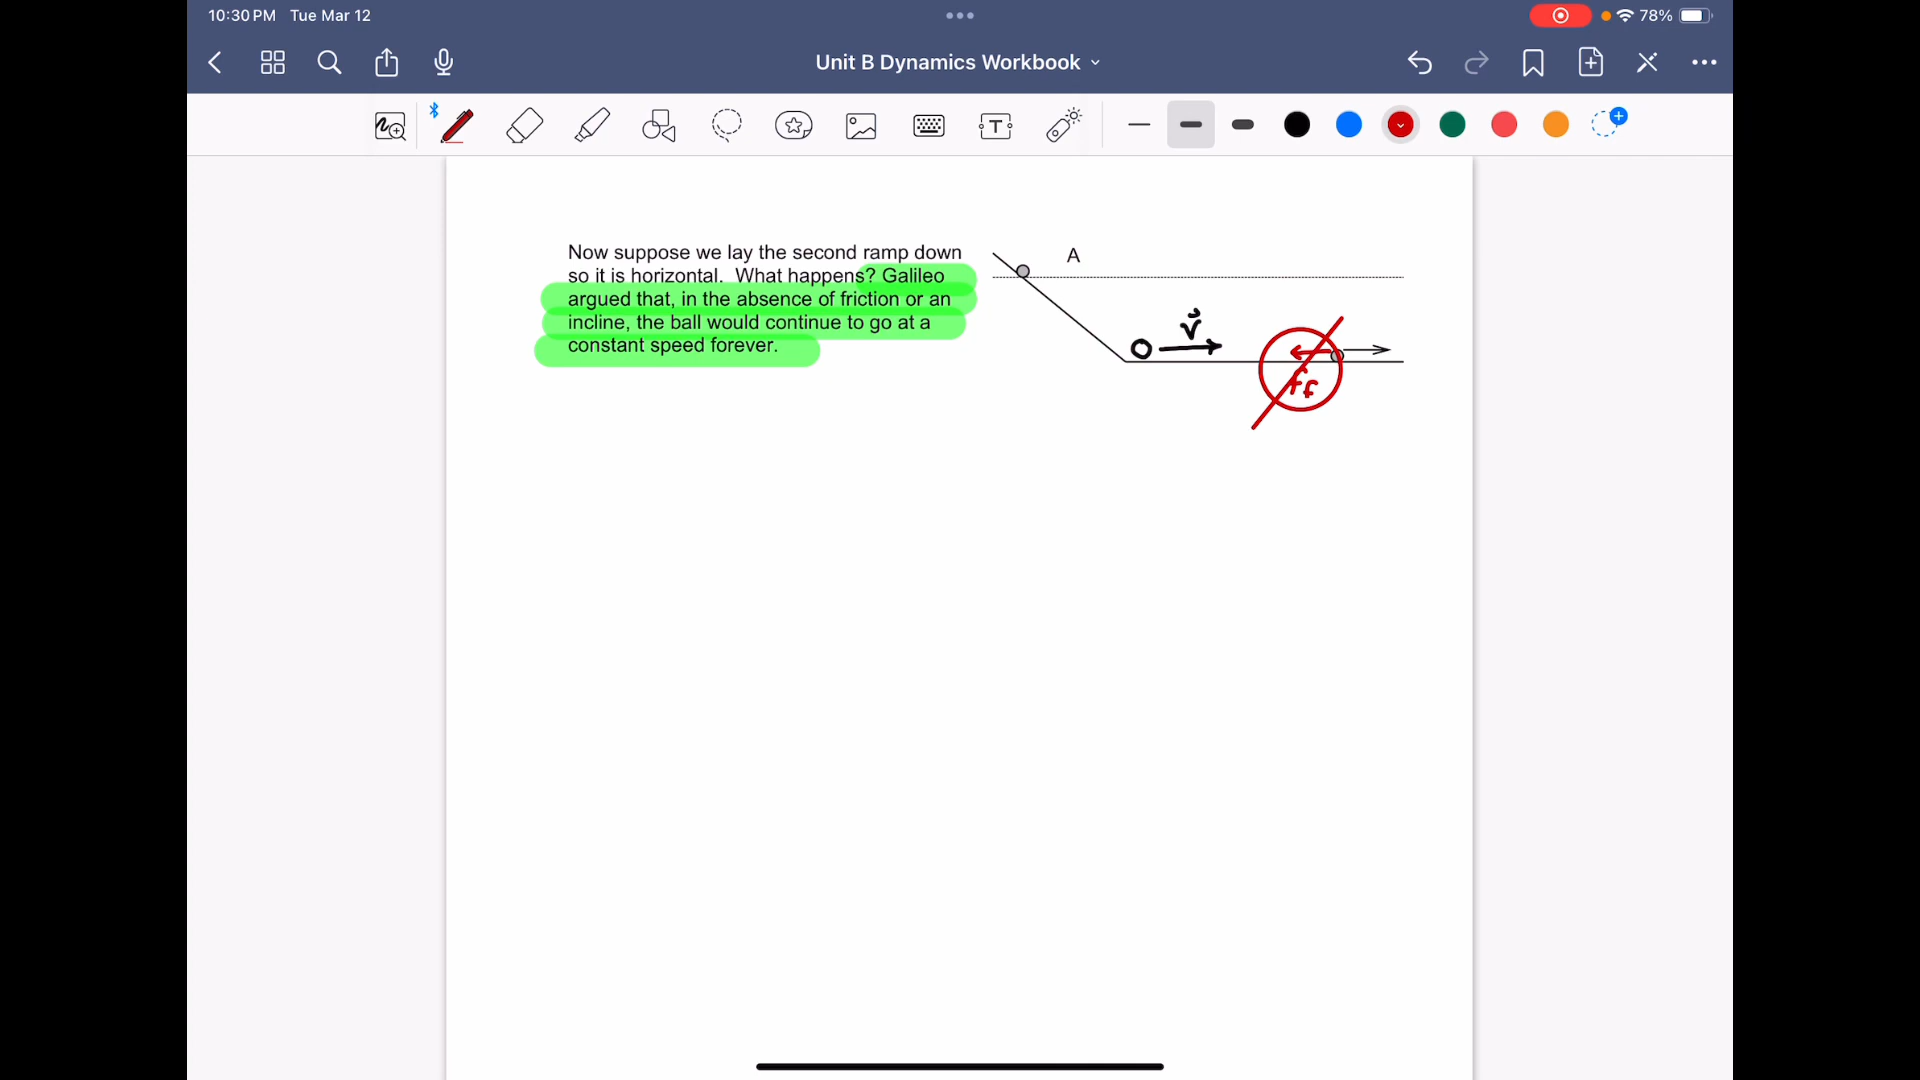 10:30 PM Tue Mar 12
78%
Unit B Dynamics Workbook
T
Now suppose we lay the second ramp down
so it is horizontal. What happens? Galileo
argued that, in the absence of friction or an
incline, the ball would continue to go at a
constant speed forever.
A
v⃗
Ff